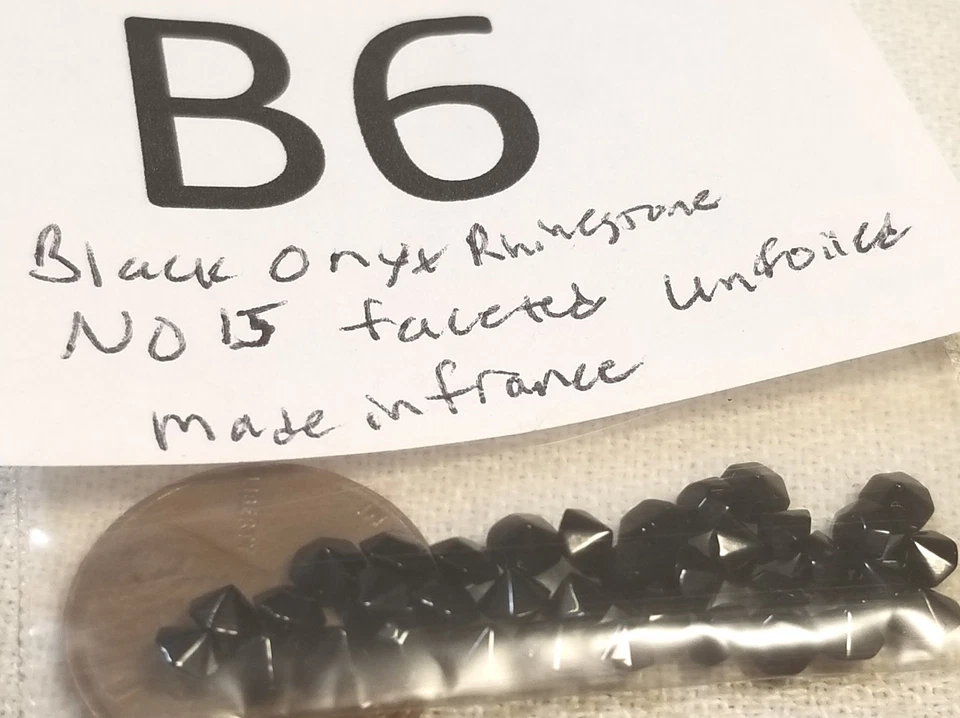 B6
Black Onyx Rhinestone
NO 15 faceted unfoiled
made in france